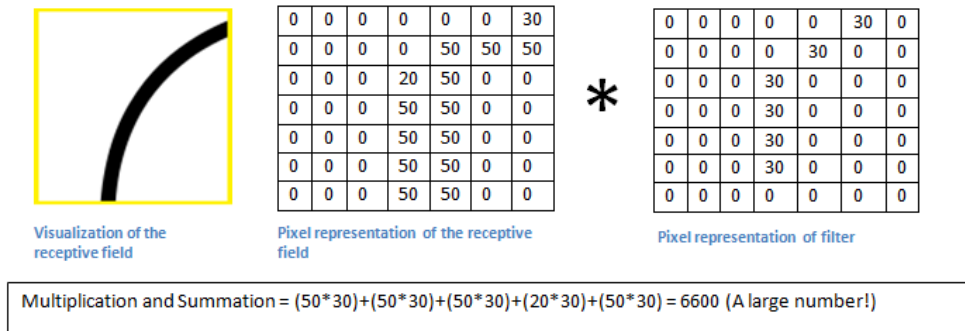 0 0 0 0 0 0 30
0 0 0 0 50 50 50
0 0 0 20 50 0 0
0 0 0 50 50 0 0
0 0 0 50 50 0 0
0 0 0 50 50 0 0
0 0 0 50 50 0 0
*
0 0 0 0 0 30 0
0 0 0 0 30 0 0
0 0 0 30 0 0 0
0 0 0 30 0 0 0
0 0 0 30 0 0 0
0 0 0 30 0 0 0
0 0 0 0 0 0 0
Visualization of the
receptive field
Pixel representation of the receptive
field
Pixel representation of filter
Multiplication and Summation = (50*30)+(50*30)+(50*30)+(20*30)+(50*30) = 6600 (A large number!)